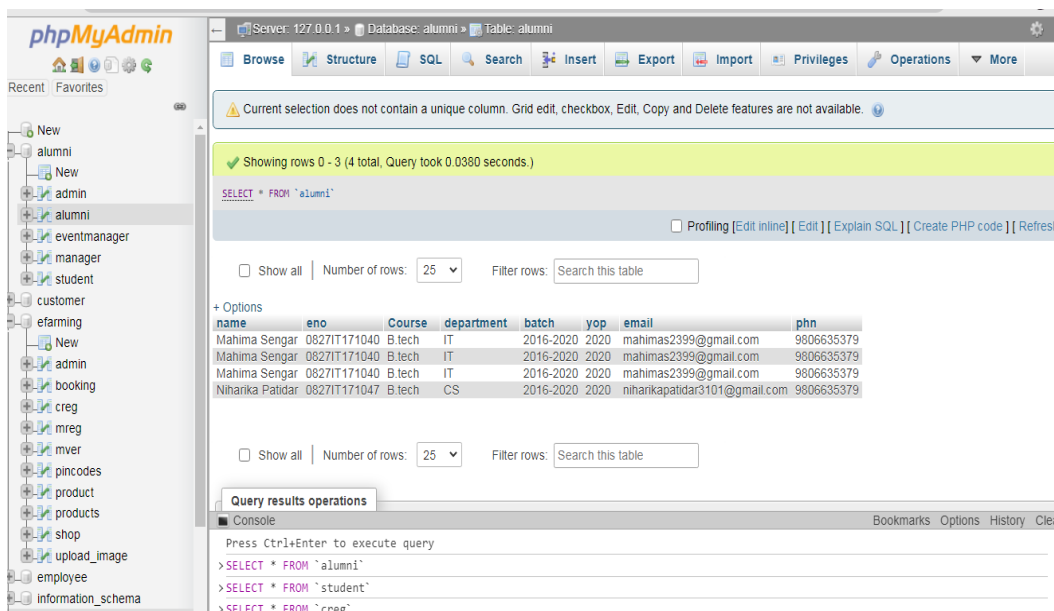 phpMyAdmin
Recent Favorites
New
alumni
New
admin
alumni
eventmanager
manager
student
customer
efarming
New
admin
booking
creg
mreg
mver
pincodes
product
products
shop
upload_image
employee
information_schema
Server: 127.0.0.1 » Database: alumni » Table: alumni
Browse Structure SQL Search Insert Export Import Privileges Operations More
Current selection does not contain a unique column. Grid edit, checkbox, Edit, Copy and Delete features are not available.
Showing rows 0 - 3 (4 total, Query took 0.0380 seconds.)
SELECT * FROM `alumni`
Profiling [Edit inline] [ Edit ] [ Explain SQL ] [ Create PHP code ] [ Refresh
Show all Number of rows: 25 Filter rows: Search this table
+ Options
name eno Course department batch yop email phn
Mahima Sengar 0827IT171040 B.tech IT 2016-2020 2020 mahimas2399@gmail.com 9806635379
Mahima Sengar 0827IT171040 B.tech IT 2016-2020 2020 mahimas2399@gmail.com 9806635379
Mahima Sengar 0827IT171040 B.tech IT 2016-2020 2020 mahimas2399@gmail.com 9806635379
Niharika Patidar 0827IT171047 B.tech CS 2016-2020 2020 niharikapatidar3101@gmail.com 9806635379
Show all Number of rows: 25 Filter rows: Search this table
Query results operations
Console Bookmarks Options History Clea
Press Ctrl+Enter to execute query
>SELECT * FROM `alumni`
>SELECT * FROM `student`
>SELECT * FROM `creg`